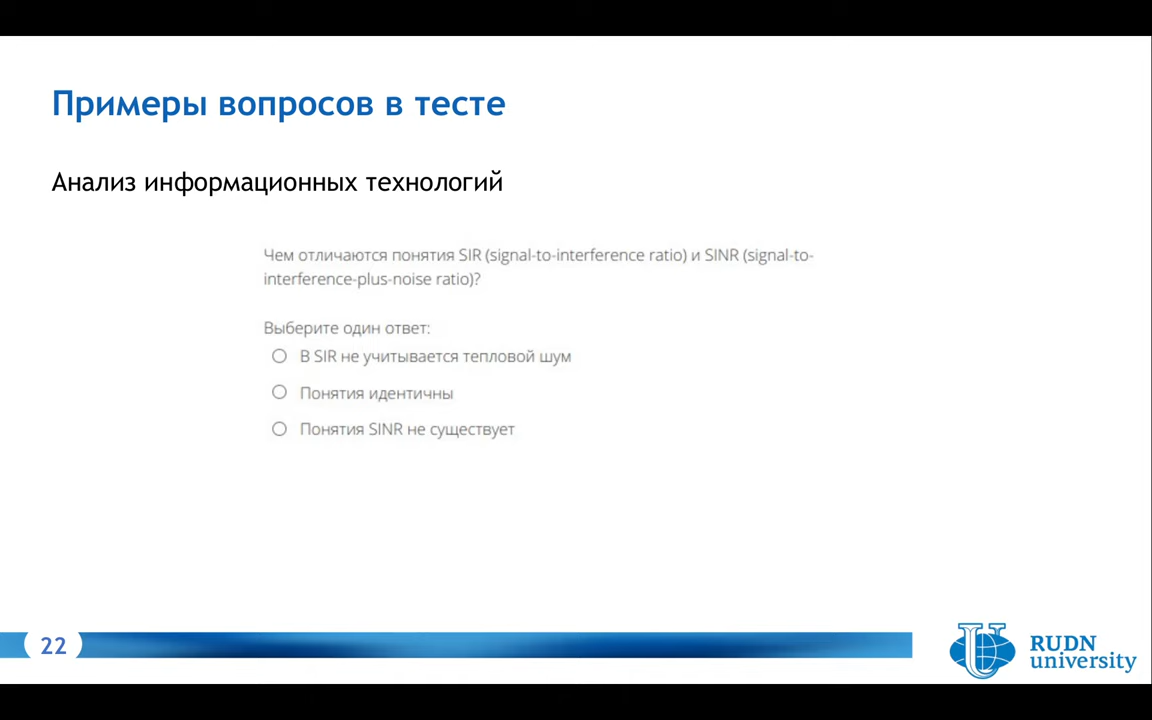 Примеры вопросов в тесте
Анализ информационных технологий
Чем отличаются понятия SIR (signal-to-interference ratio) и SINR (signal-to-
interference-plus-noise ratio)?
Выберите один ответ:
В SIR не учитывается тепловой шум
Понятия идентичны
Понятия SINR не существует
22
RUDN
university